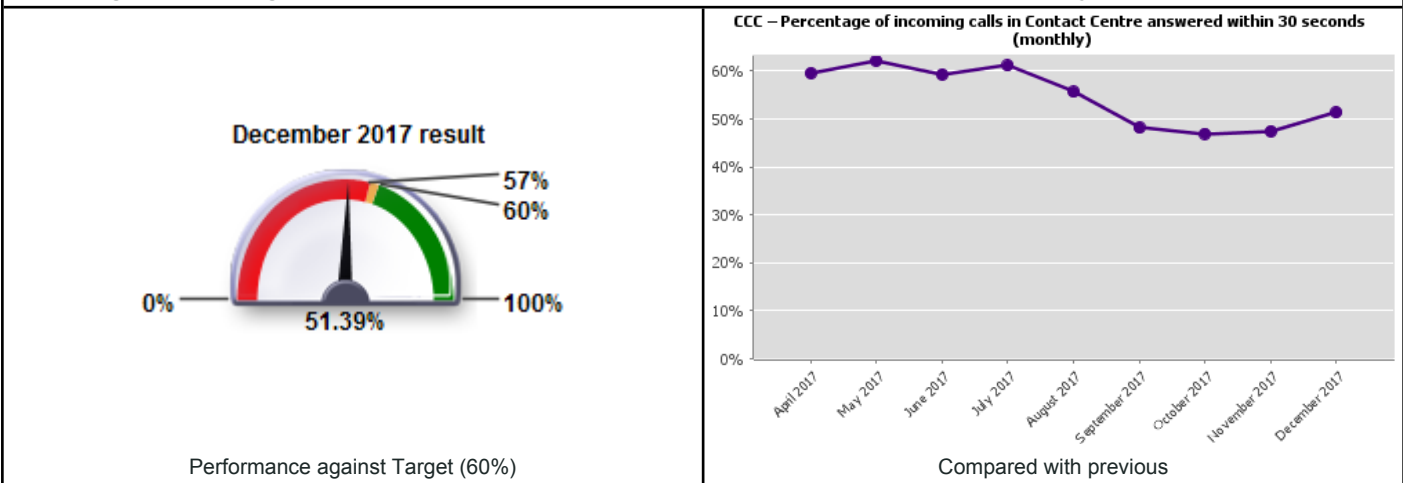 December 2017 result
57%
60%
0%
100%
51.39%
Performance against Target (60%)
CCC – Percentage of incoming calls in Contact Centre answered within 30 seconds
(monthly)
60%
50%
40%
30%
20%
10%
0%
April 2017
May 2017
June 2017
July 2017
August 2017
September 2017
October 2017
November 2017
December 2017
Compared with previous